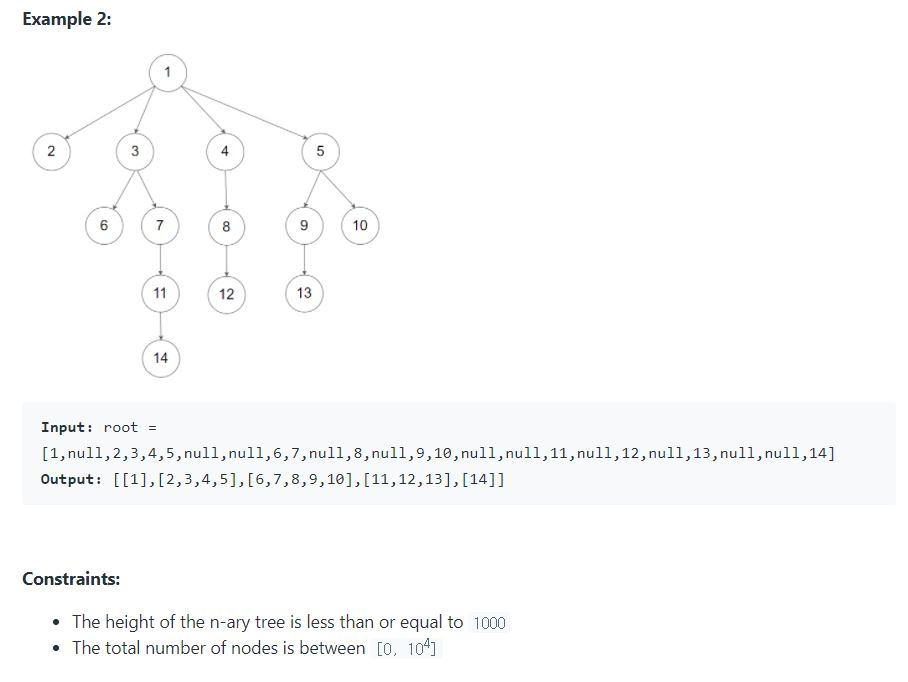 Example 2:
1
2 3 4 5
6 7 8 9 10
11 12 13
14
Input: root =
[1,null,2,3,4,5,null,null,6,7,null,8,null,9,10,null,null,11,null,12,null,13,null,null,14]
Output: [[1],[2,3,4,5],[6,7,8,9,10],[11,12,13],[14]]
Constraints:
• The height of the n-ary tree is less than or equal to 1000
• The total number of nodes is between [0, 10⁴]